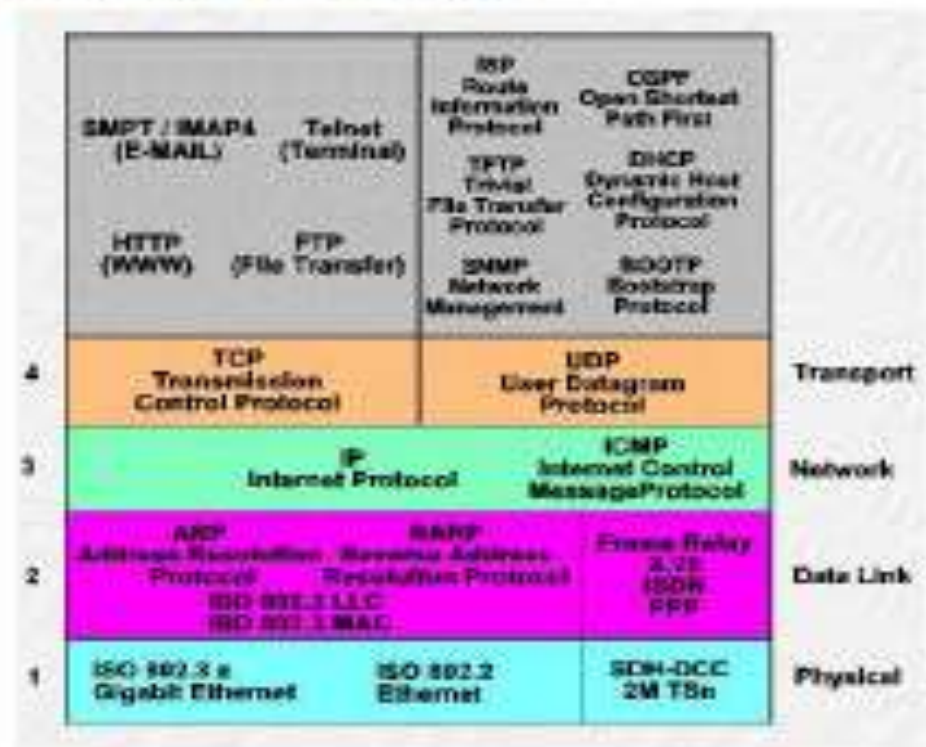 SMPT / IMAP4
(E-MAIL)
Telnet
(Terminal)
HTTP
(WWW)
FTP
(File Transfer)
Route
Information
Protocol
OSPF
Open Shortest
Path First
TFTP
Trivial
File Transfer
Protocol
DHCP
Dynamic Host
Configuration
Protocol
SNMP
Network
Management
BOOTP
Bootstrap
Protocol
4
TCP
Transmission
Control Protocol
UDP
User Datagram
Protocol
Transport
3
IP
Internet Protocol
ICMP
Internet Control
MessageProtocol
Network
2
ARP
Address Resolution
Protocol
RARP
Reverse Address
Resolution Protocol
LLC
MAC
Frame Relay
X.25
ISDN
PPP
Data Link
1
ISO 802.3 z
Gigabit Ethernet
ISO 802.2
Ethernet
SDH-DCC
2M TSn
Physical